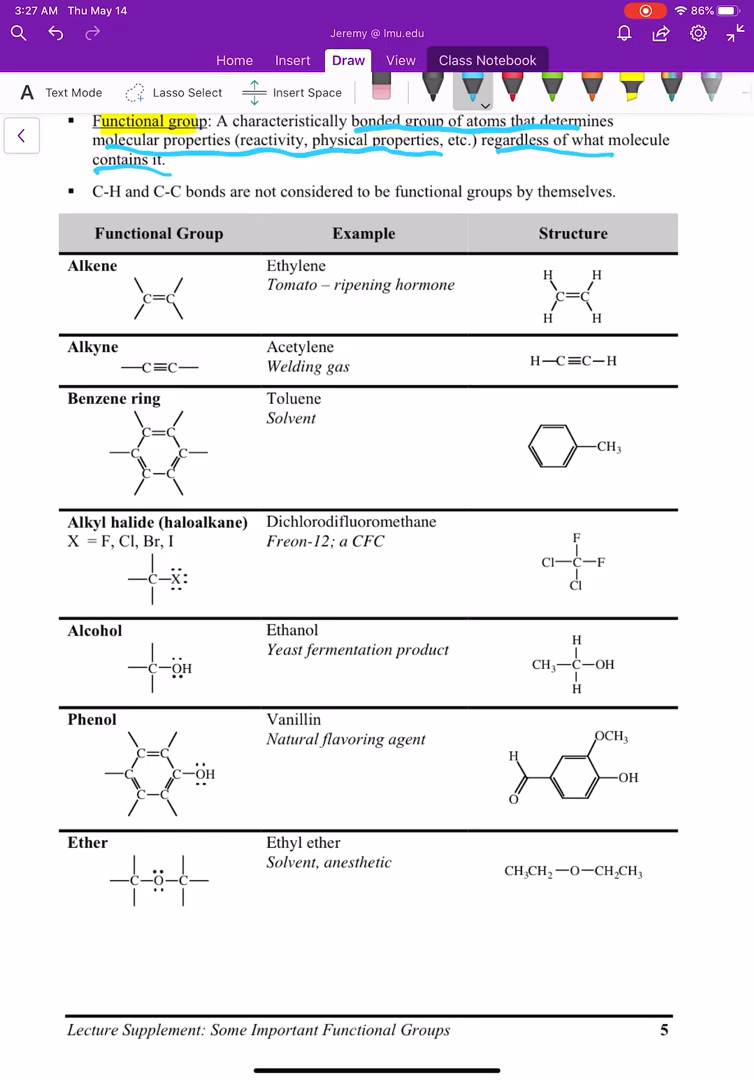 3:27 AM Thu May 14
86%
Jeremy @ lmu.edu
Home Insert Draw View Class Notebook
A Text Mode Lasso Select Insert Space
▪ Functional group: A characteristically bonded group of atoms that determines
molecular properties (reactivity, physical properties, etc.) regardless of what molecule
contains it.
▪ C-H and C-C bonds are not considered to be functional groups by themselves.
Functional Group Example Structure
Alkene
C=C
Ethylene
Tomato – ripening hormone
H H
C=C
H H
Alkyne
—C≡C—
Acetylene
Welding gas
H—C≡C—H
Benzene ring
C=C
C C
C–C
Toluene
Solvent
CH₃
Alkyl halide (haloalkane)
X = F, Cl, Br, I
—C–X:
Dichlorodifluoromethane
Freon-12; a CFC
F
Cl—C–F
Cl
Alcohol
—C–OH
Ethanol
Yeast fermentation product
H
CH₃—C–OH
H
Phenol
C=C
C C–OH
C–C
Vanillin
Natural flavoring agent
OCH₃
H
OH
O
Ether
—C–O–C—
Ethyl ether
Solvent, anesthetic
CH₃CH₂—O—CH₂CH₃
Lecture Supplement: Some Important Functional Groups 5